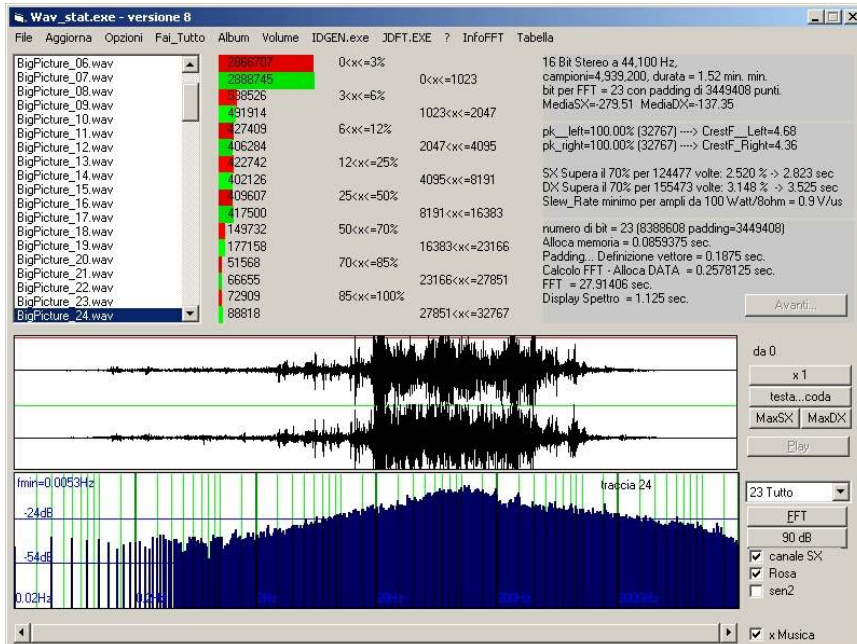 Wav_stat.exe - versione 8
File Aggiorna Opzioni Fai_Tutto Album Volume IDGEN.exe JDFT.EXE ? InfoFFT Tabella
BigPicture_06.wav
BigPicture_07.wav
BigPicture_08.wav
BigPicture_09.wav
BigPicture_10.wav
BigPicture_11.wav
BigPicture_12.wav
BigPicture_13.wav
BigPicture_14.wav
BigPicture_15.wav
BigPicture_16.wav
BigPicture_17.wav
BigPicture_18.wav
BigPicture_19.wav
BigPicture_20.wav
BigPicture_21.wav
BigPicture_22.wav
BigPicture_23.wav
BigPicture_24.wav
2866707 0<x<=3%
2888745 0<x<=1023
588526 3<x<=6%
491914 1023<x<=2047
427409 6<x<=12%
406284 2047<x<=4095
422742 12<x<=25%
402126 4095<x<=8191
409607 25<x<=50%
417500 8191<x<=16383
149732 50<x<=70%
177158 16383<x<=23166
51568 70<x<=85%
66655 23166<x<=27851
72909 85<x<=100%
88818 27851<x<=32767
16 Bit Stereo a 44,100 Hz,
campioni=4,939,200, durata = 1.52 min. min.
bit per FFT = 23 con padding di 3449408 punti.
MediaSX=-279.51 MediaDX=-137.35
pk__left=100.00% (32767) ----> CrestF__Left=4.68
pk_right=100.00% (32767) ----> CrestF_Right=4.36
SX Supera il 70% per 124477 volte: 2.520 % -> 2.823 sec
DX Supera il 70% per 155473 volte: 3.148 % -> 3.525 sec
Slew_Rate minimo per ampli da 100 Watt/8ohm = 0.9 V/us
numero di bit = 23 (8388608 padding=3449408)
Alloca memoria = 0.0859375 sec.
Padding... Definizione vettore = 0.1875 sec.
Calcolo FFT - Alloca DATA = 0.2578125 sec.
FFT = 27.91406 sec.
Display Spettro = 1.125 sec.
Avanti...
da 0
x 1
testa...coda
MaxSX MaxDX
Play
fmin=0.0053Hz
traccia 24
-24dB
-54dB
0.02Hz 0.2Hz 2Hz 20Hz 200Hz 2000Hz
23 Tutto
FFT
90 dB
canale SX
Rosa
sen2
x Musica